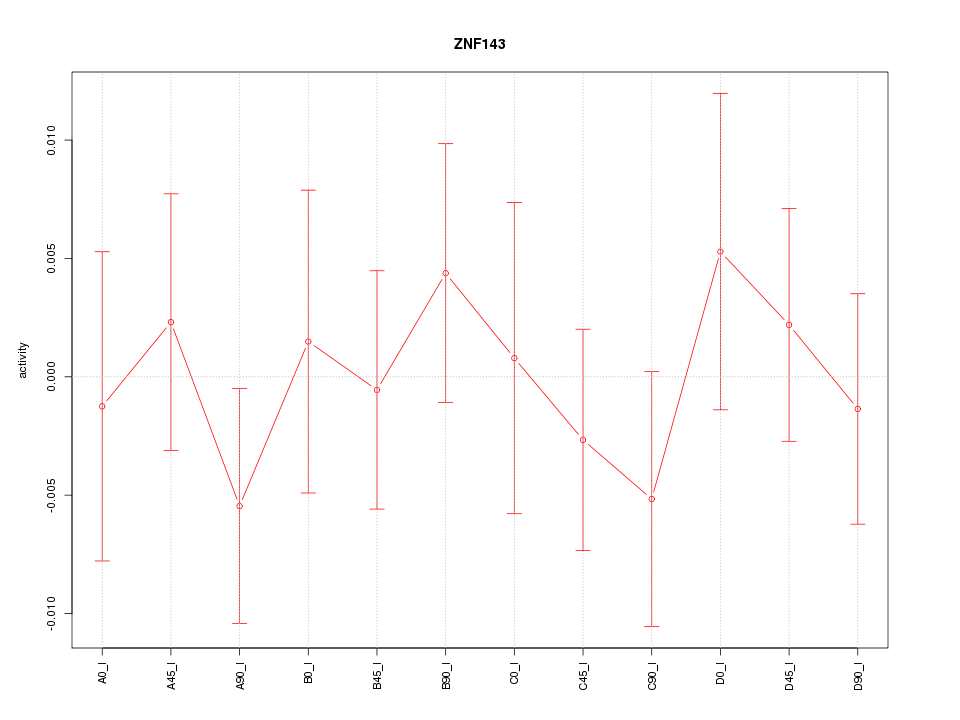 ZNF143
activity
0.010
0.005
0.000
-0.005
-0.010
A0_I
A45_I
A90_I
B0_I
B45_I
B90_I
C0_I
C45_I
C90_I
D0_I
D45_I
D90_I